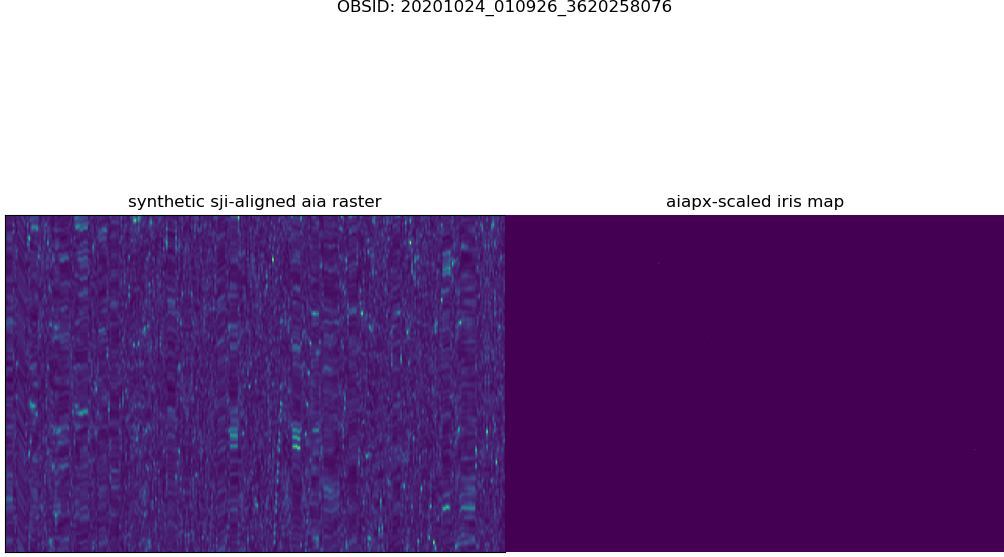 OBSID: 20201024_010926_3620258076
synthetic sji-aligned aia raster
aiapx-scaled iris map